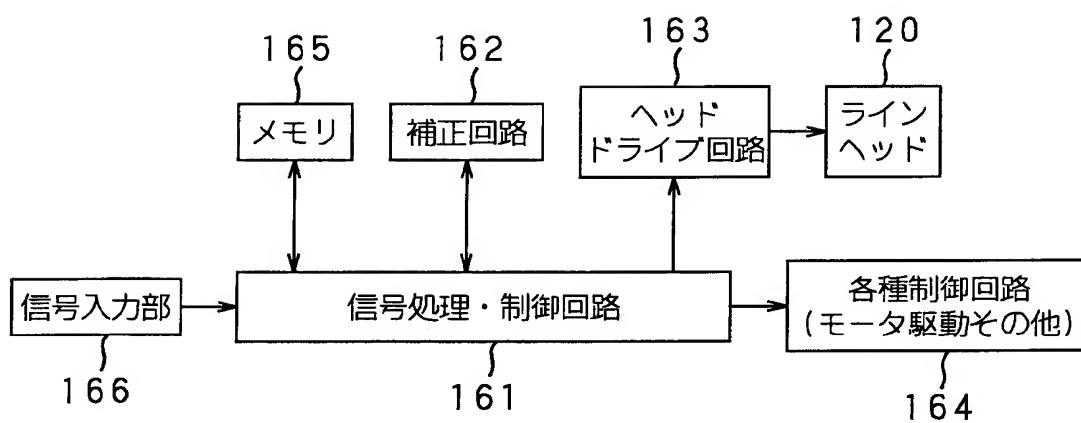 165
162
163
120
メモリ
補正回路
ヘッド
ドライブ回路
ライン
ヘッド
信号入力部
信号処理・制御回路
各種制御回路
(モータ駆動その他)
166
161
164